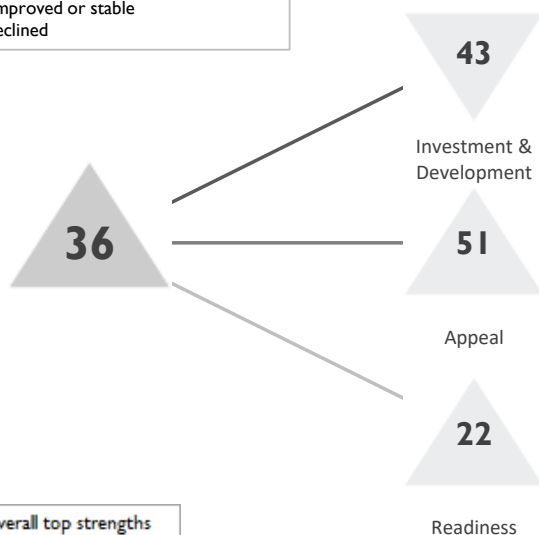 mproved or stable
eclined
43
Investment &
Development
36
51
Appeal
22
Readiness
verall top strengths